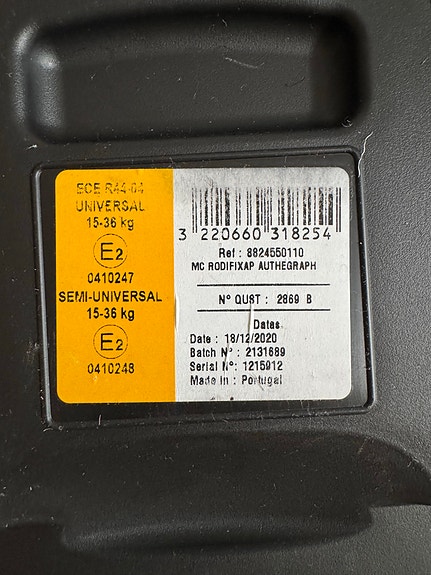 ECE R44-04
UNIVERSAL
15-36 kg
E2
0410247
SEMI-UNIVERSAL
15-36 kg
E2
0410248
3 220660 318254
Ref : 8824550110
MC RODIFIXAP AUTHEGRAPH
N° QUST : 2869 B
Dates
Date : 18/12/2020
Batch N° : 2131689
Serial N°: 1215912
Made in : Portugal